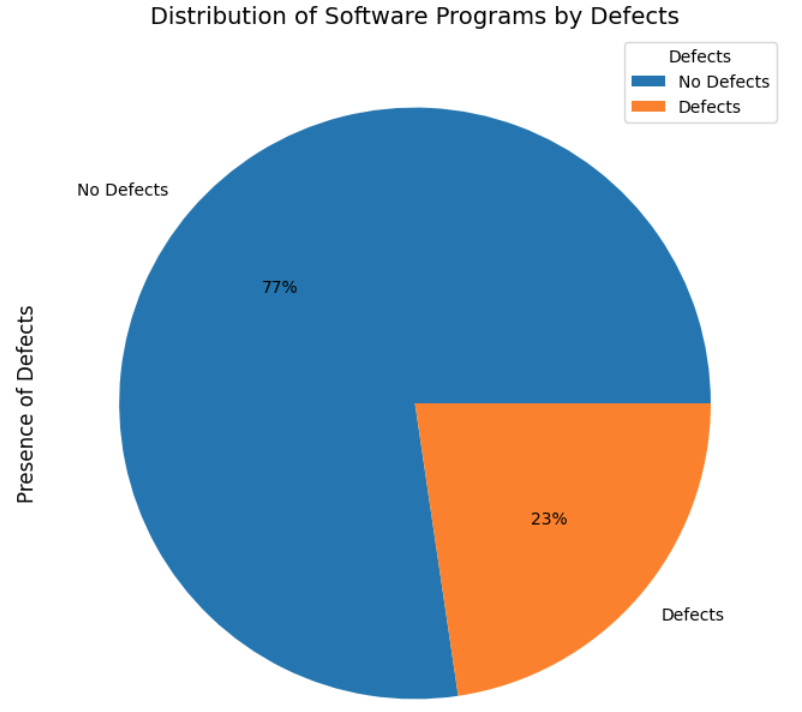 Distribution of Software Programs by Defects
Defects
No Defects
Defects
No Defects
77%
Presence of Defects
23%
Defects